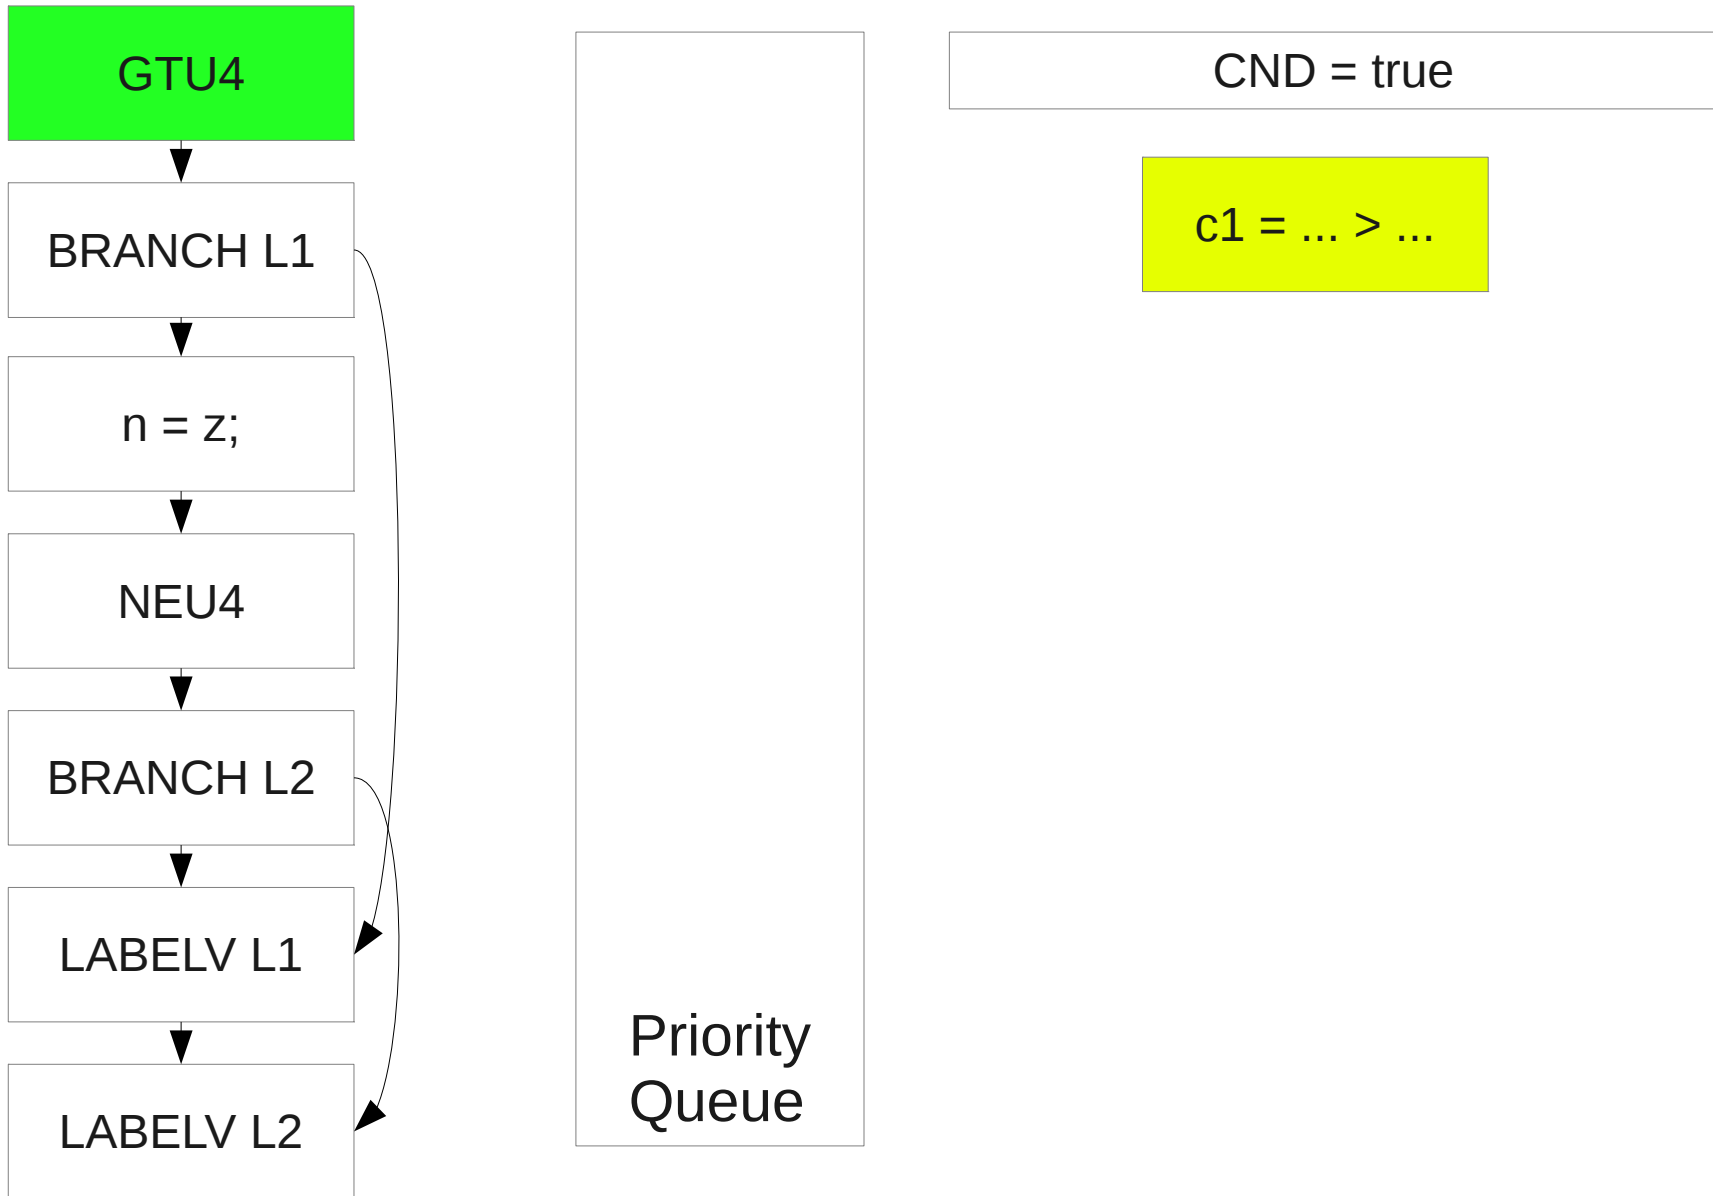 GTU4
BRANCH L1
n = z;
NEU4
BRANCH L2
LABELV L1
LABELV L2
Priority
Queue
CND = true
c1 = ... > ...